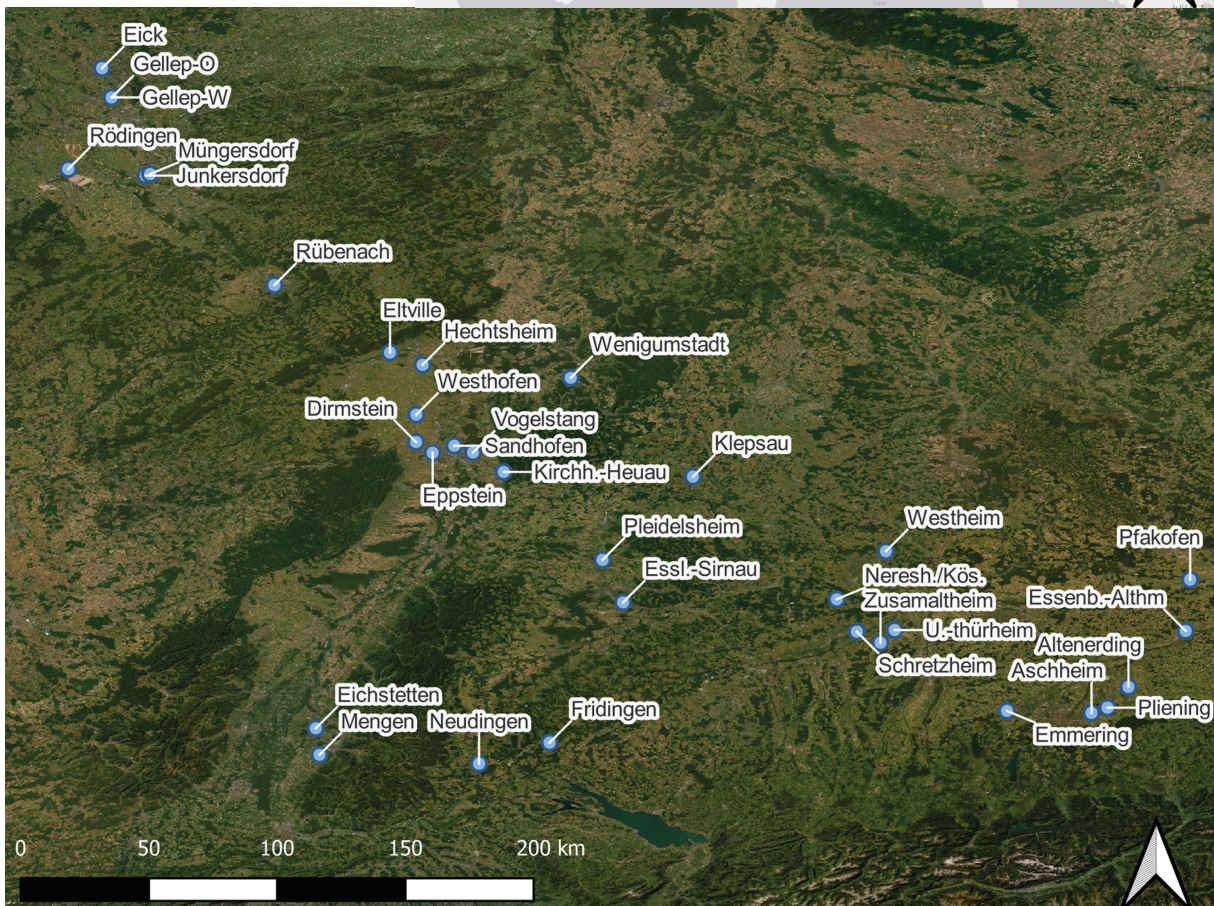 Eick
Gellep-O
Gellep-W
Rödingen
Müngersdorf
Junkersdorf
Rübenach
Eltville
Hechtsheim
Wenigumstadt
Westhofen
Dirmstein
Vogelstang
Sandhofen
Klepsau
Kirchh.-Heuau
Eppstein
Pleidelsheim
Westheim
Pfakofen
Essl.-Sirnau
Neresh./Kös.
Zusamaltheim
Essenb.-Althm
U.-thürheim
Altenerding
Schretzheim
Aschheim
Eichstetten
Mengen
Neudingen
Fridingen
Pliening
Emmering
0 50 100 150 200 km